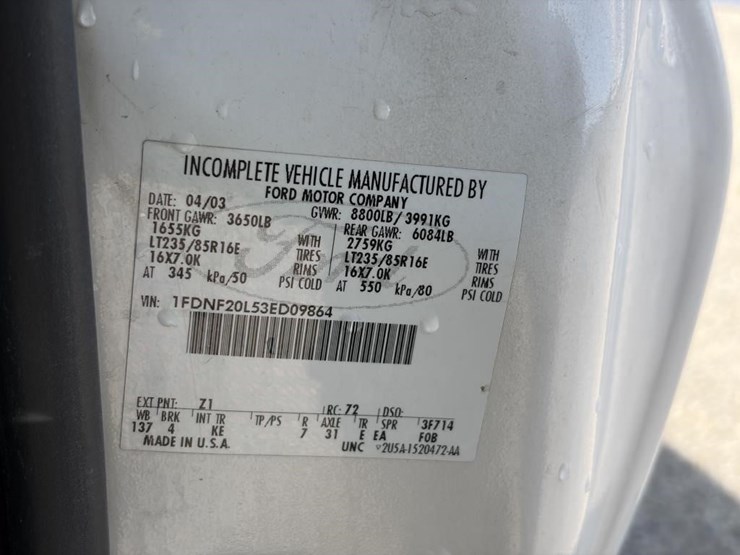 INCOMPLETE VEHICLE MANUFACTURED BY
FORD MOTOR COMPANY
DATE: 04/03 GVWR: 8800LB/ 3991KG
FRONT GAWR: 3650LB REAR GAWR: 6084LB
1655KG WITH 2759KG WITH
LT235/85R16E TIRES LT235/85R16E TIRES
16X7.0K RIMS 16X7.0K RIMS
AT 345 kPa/50 PSI COLD AT 550 kPa/80 PSI COLD
VIN: 1FDNF20L53ED09864
EXT PNT: Z1 RC: 72 DSO:
WB BRK INT TR TP/PS R AXLE TR SPR 3F714
137 4 KE 7 31 E EA FOB
MADE IN U.S.A. UNC 2U5A-1520472-AA
Ford